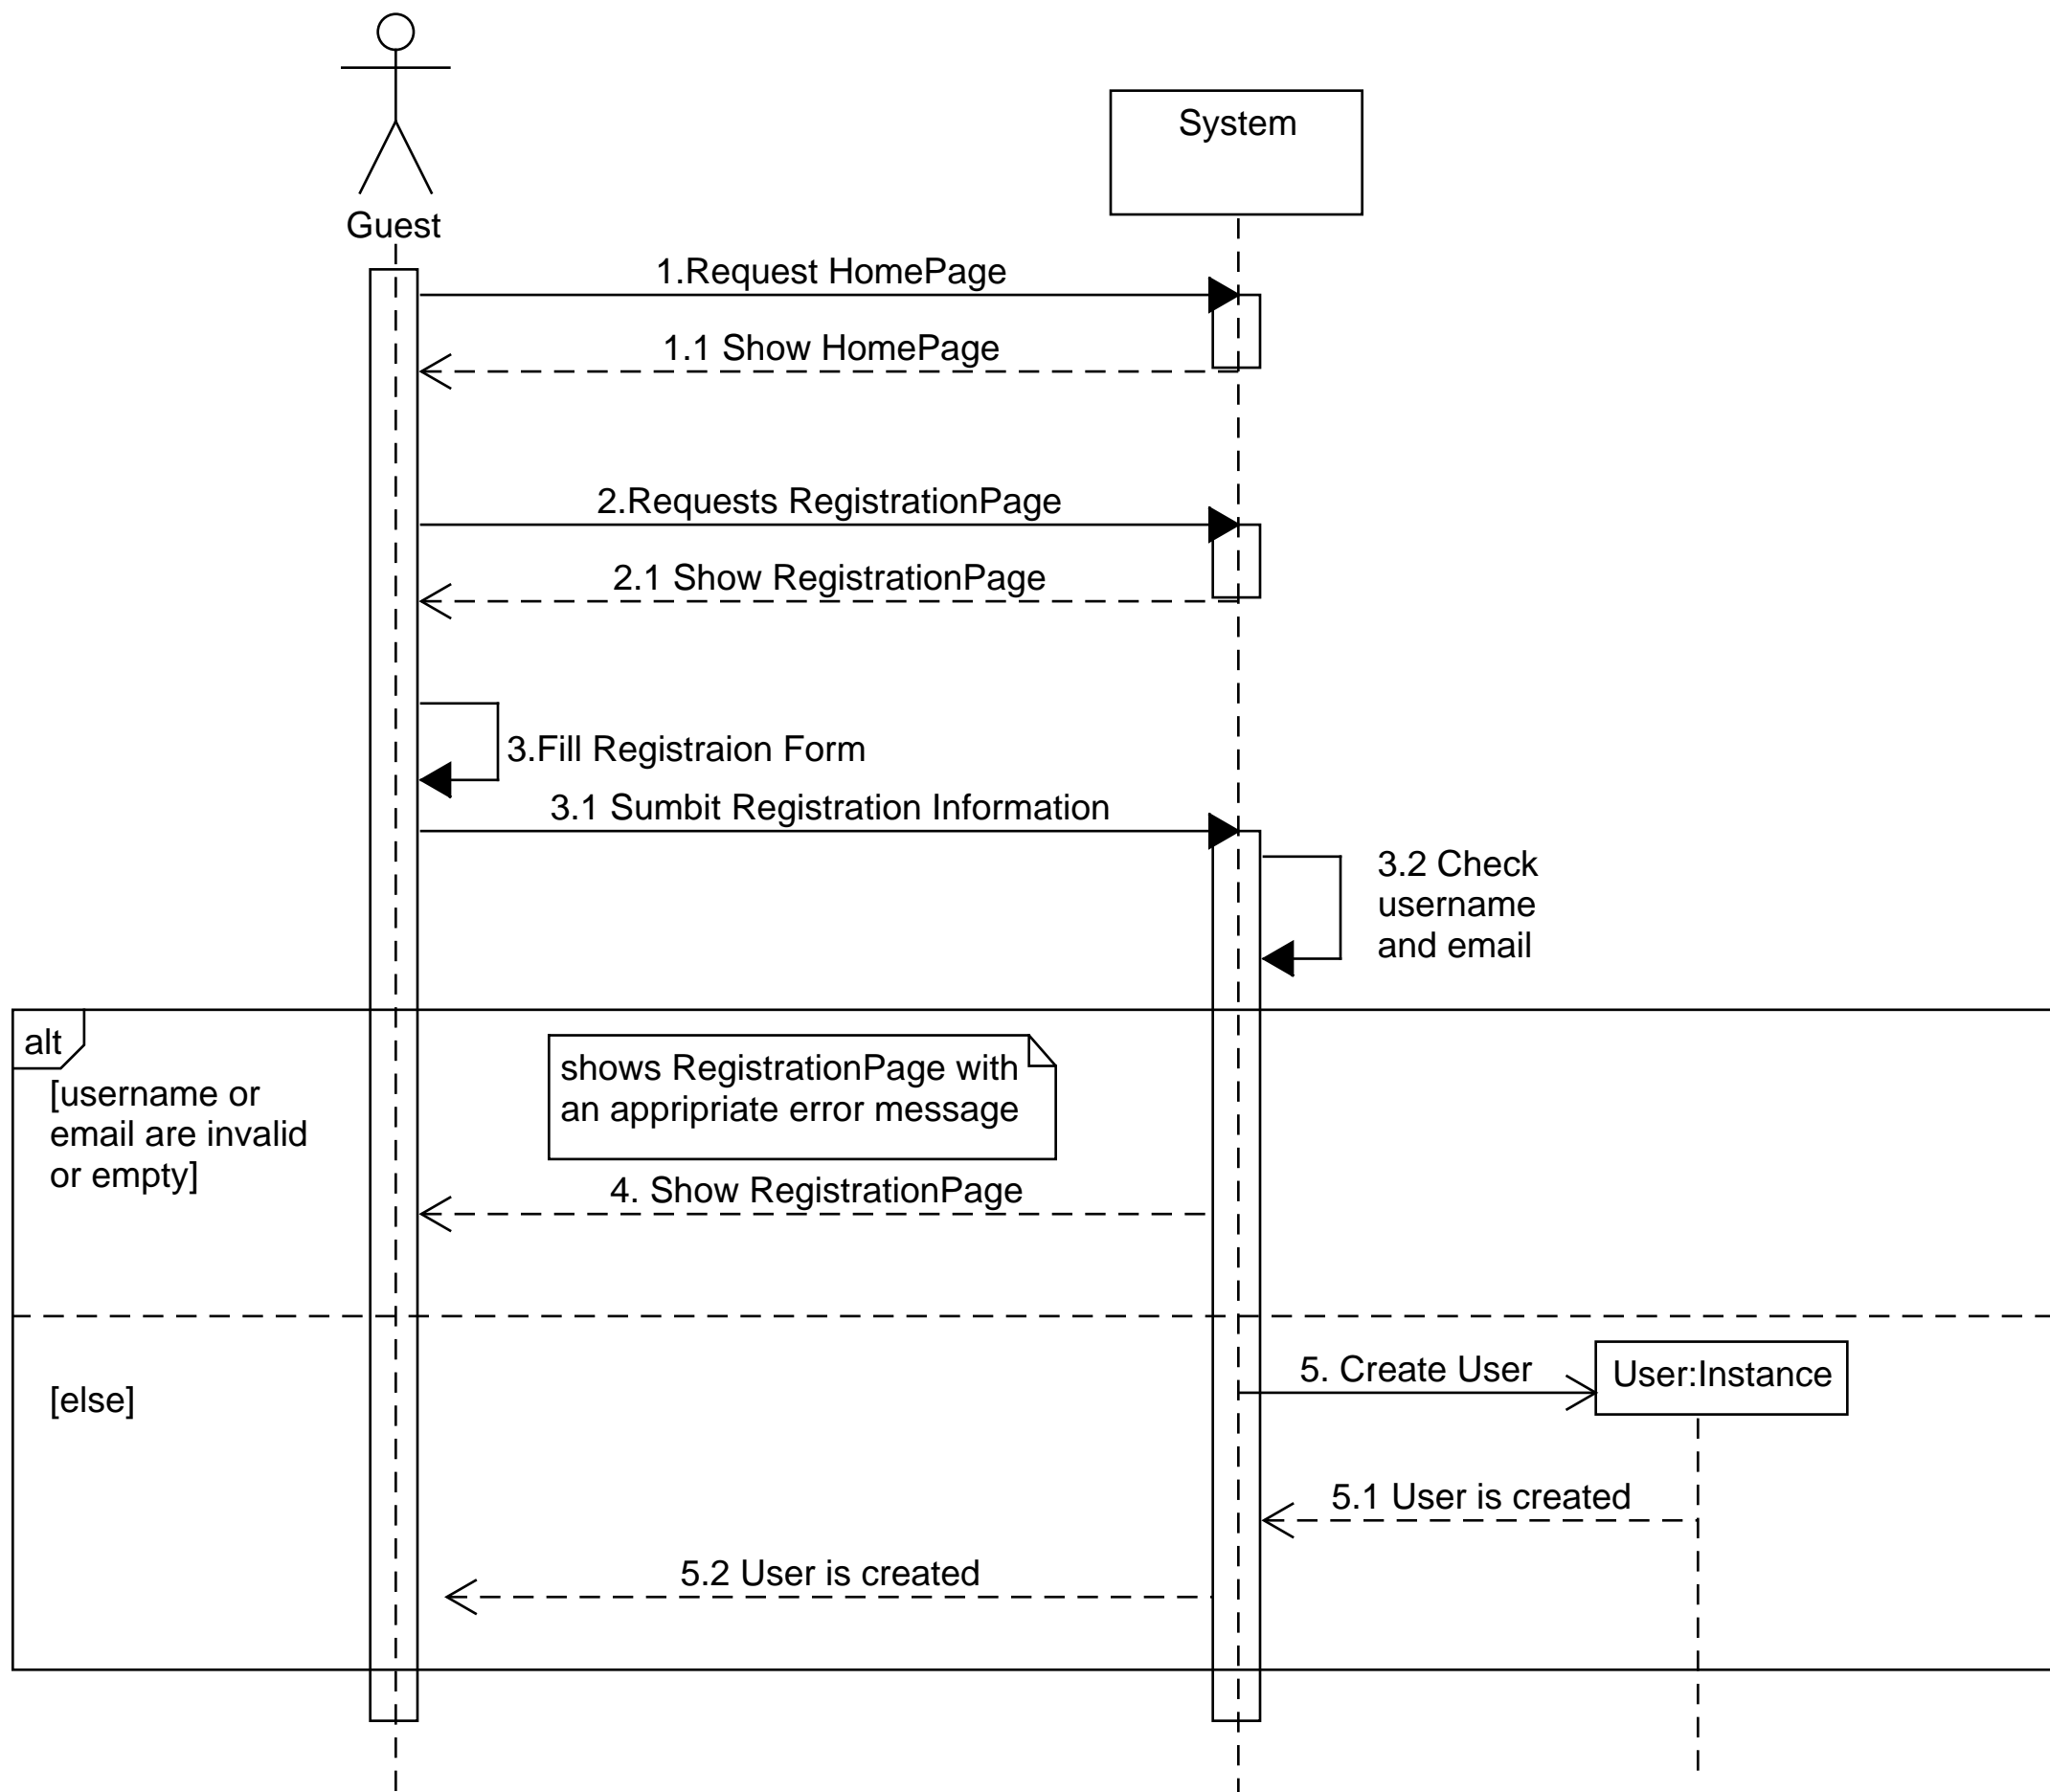 System
Guest
1.Request HomePage
1.1 Show HomePage
2.Requests RegistrationPage
2.1 Show RegistrationPage
3.Fill Registraion Form
3.1 Sumbit Registration Information
3.2 Check
username
and email
alt
[username or
email are invalid
or empty]
shows RegistrationPage with
an appripriate error message
4. Show RegistrationPage
5. Create User
User:Instance
[else]
5.1 User is created
5.2 User is created